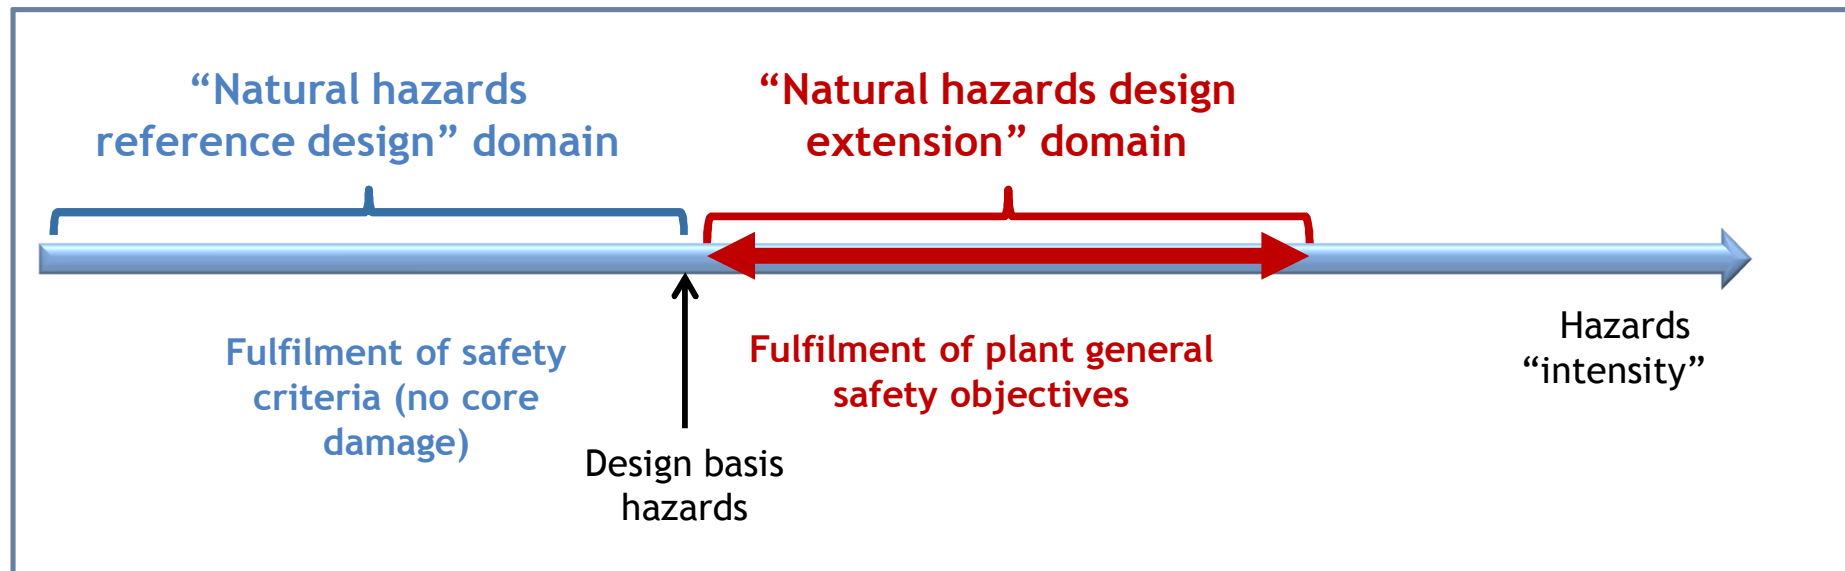 “Natural hazards
reference design” domain
“Natural hazards design
extension” domain
Fulfilment of safety
criteria (no core
damage)
Design basis
hazards
Fulfilment of plant general
safety objectives
Hazards
“intensity”